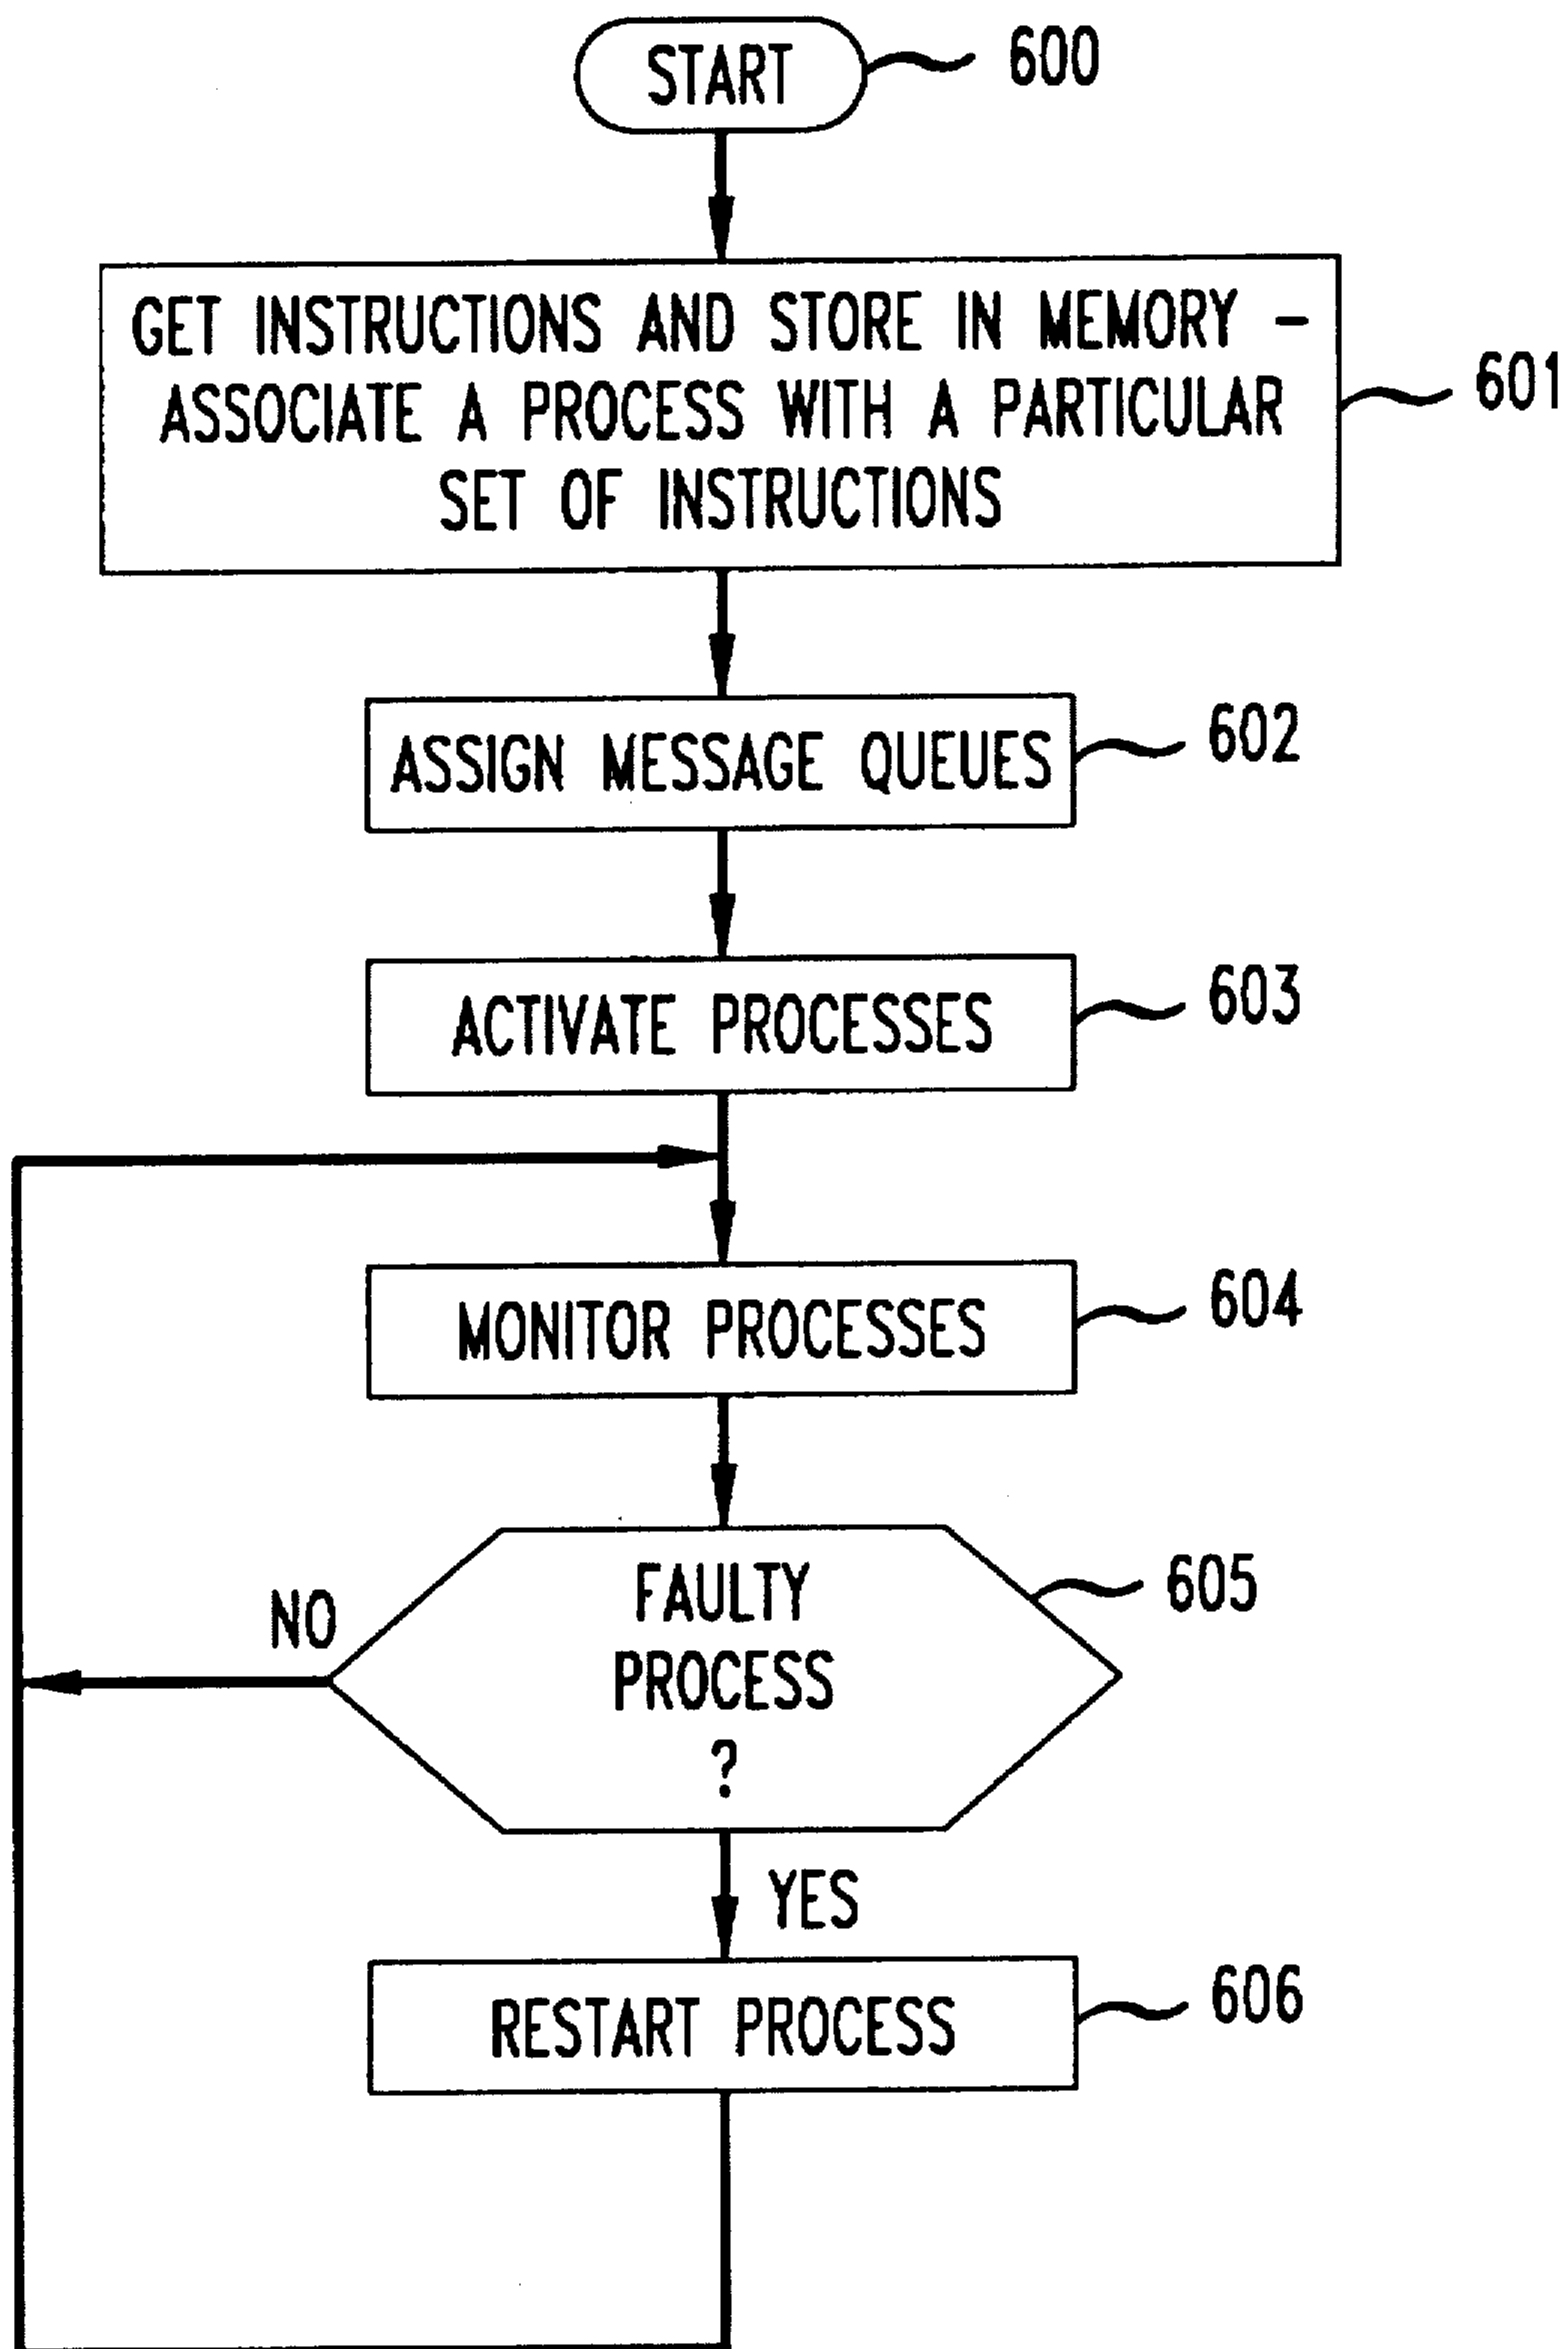 START
600
GET INSTRUCTIONS AND STORE IN MEMORY –
ASSOCIATE A PROCESS WITH A PARTICULAR
SET OF INSTRUCTIONS
601
ASSIGN MESSAGE QUEUES
602
ACTIVATE PROCESSES
603
MONITOR PROCESSES
604
FAULTY
PROCESS
?
605
NO
YES
RESTART PROCESS
606